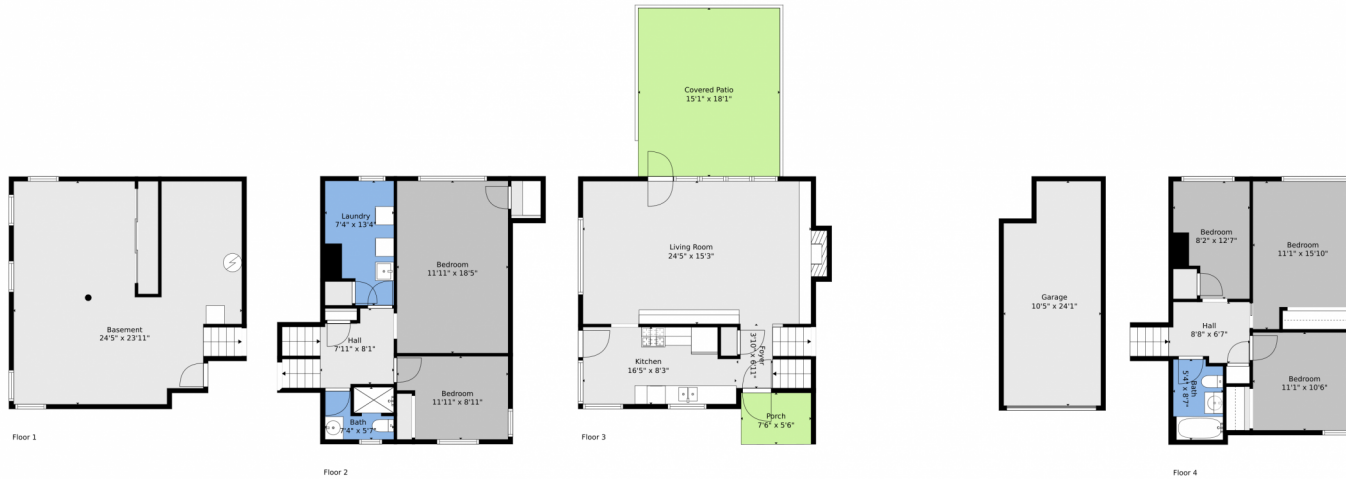 Basement
24'5" x 23'11"
Floor 1
Laundry
7'4" x 13'4"
Bedroom
11'11" x 18'5"
Hall
7'11" x 8'1"
Bedroom
11'11" x 8'11"
Bath
7'4" x 5'7"
Floor 2
Covered Patio
15'1" x 18'1"
Living Room
24'5" x 15'3"
Kitchen
16'5" x 8'3"
Foyer
3'10" x 6'11"
Porch
7'6" x 5'6"
Floor 3
Garage
10'5" x 24'1"
Bedroom
8'2" x 12'7"
Bedroom
11'1" x 15'10"
Hall
8'8" x 6'7"
Bath
5'4" x 8'7"
Bedroom
11'1" x 10'6"
Floor 4